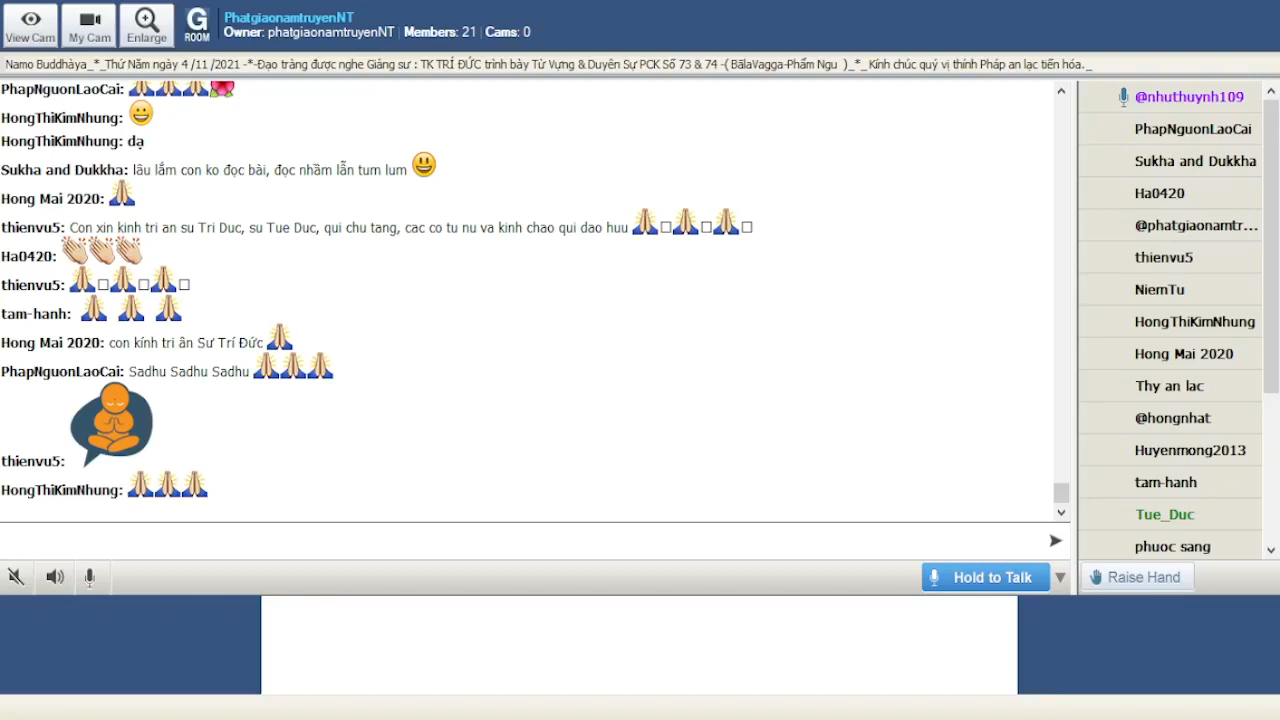 View Cam
My Cam
Enlarge
G
ROOM
PhatgiaonamtruyenNT
Owner: phatgiaonamtruyenNT | Members: 21 | Cams: 0
Namo Buddhàya_*_Thứ Năm ngày 4 /11 /2021 -*-Đạo tràng được nghe Giảng sư : TK TRÍ ĐỨC trình bày Từ Vựng & Duyên Sự PCK Số 73 & 74 -( BãlaVagga-Phẩm Ngu )_*_ Kính chúc quý vị thính Pháp an lạc tiến hóa._
PhapNguonLaoCai:
HongThiKimNhung:
HongThiKimNhung: dạ
Sukha and Dukkha: lâu lắm con ko đọc bài, đọc nhầm lẫn tum lum
Hong Mai 2020:
thienvu5: Con xin kinh tri an su Tri Duc, su Tue Duc, qui chu tang, cac co tu nu va kinh chao qui dao huu
Ha0420:
thienvu5:
tam-hanh:
Hong Mai 2020: con kính tri ân Sư Trí Đức
PhapNguonLaoCai: Sadhu Sadhu Sadhu
thienvu5:
HongThiKimNhung:
@nhuthuynh109
PhapNguonLaoCai
Sukha and Dukkha
Ha0420
@phatgiaonamtr...
thienvu5
NiemTu
HongThiKimNhung
Hong Mai 2020
Thy an lac
@hongnhat
Huyenmong2013
tam-hanh
Tue_Duc
phuoc sang
Hold to Talk
Raise Hand